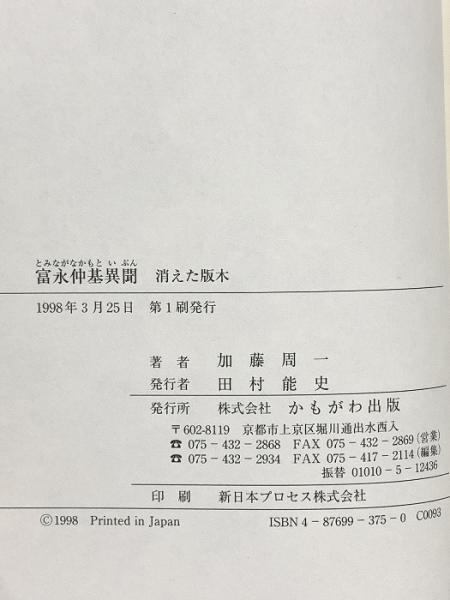 とみながなかもと い ぶん
富永仲基異聞 消えた版木
1998年3月25日 第1刷発行
著 者 加 藤 周 一
発行者 田 村 能 史
発行所 株式会社 かもがわ出版
〒602-8119 京都市上京区堀川通出水西入
☎ 075-432-2868 FAX 075-432-2869(営業)
☎ 075-432-2934 FAX 075-417-2114(編集)
振替 01010-5-12436
印 刷 新日本プロセス株式会社
©1998 Printed in Japan ISBN4-87699-375-0 C0093